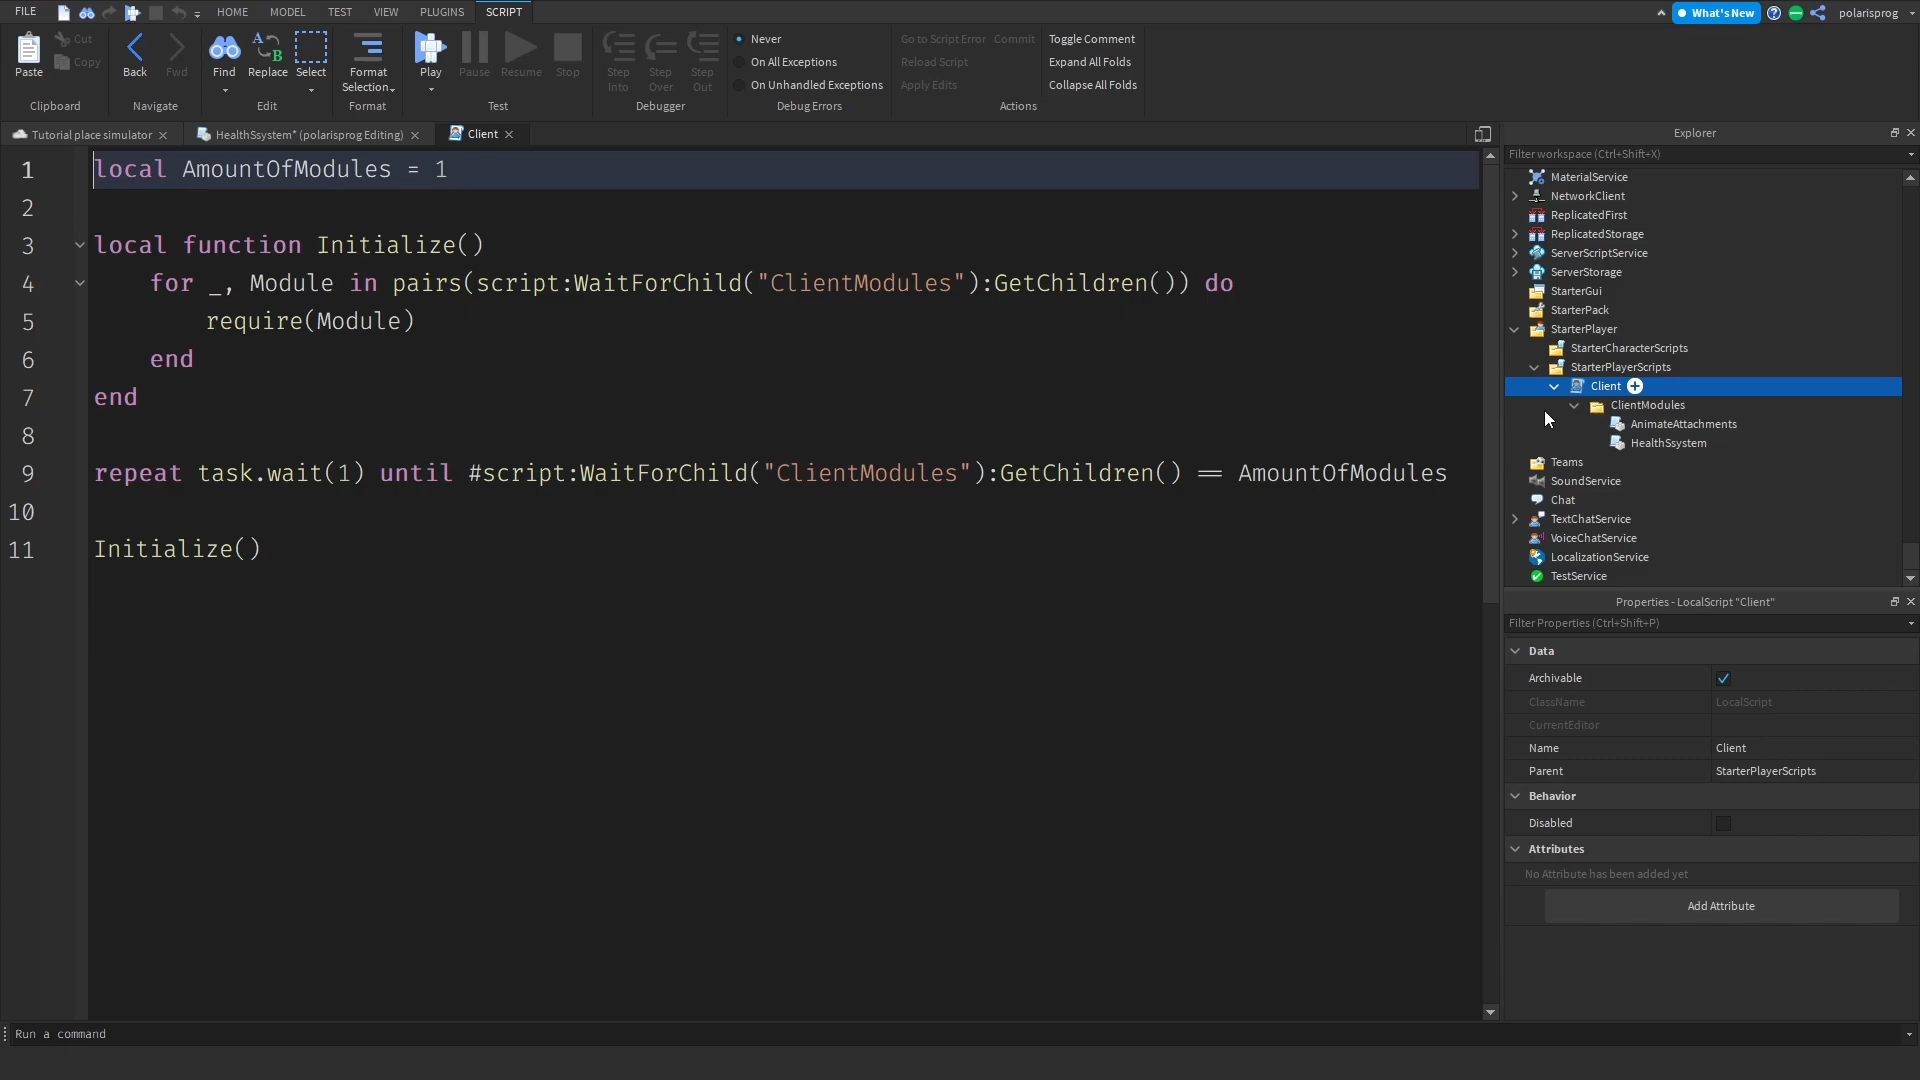 FILE HOME MODEL TEST VIEW PLUGINS SCRIPT What's New polarisprog
Paste Cut Copy Clipboard
Back Fwd Navigate
Find Replace Select Edit
Format Selection Format
Play Pause Resume Stop Test
Step Into Step Over Step Out Debugger
Never
On All Exceptions
On Unhandled Exceptions
Debug Errors
Go to Script Error Commit Toggle Comment
Reload Script Expand All Folds
Apply Edits Collapse All Folds
Actions
Tutorial place simulator HealthSsystem* (polarisprog Editing) Client
1 local AmountOfModules = 1
2
3 local function Initialize()
4 for _, Module in pairs(script:WaitForChild("ClientModules"):GetChildren()) do
5 require(Module)
6 end
7 end
8
9 repeat task.wait(1) until #script:WaitForChild("ClientModules"):GetChildren() == AmountOfModules
10
11 Initialize()
Explorer
Filter workspace (Ctrl+Shift+X)
MaterialService
NetworkClient
ReplicatedFirst
ReplicatedStorage
ServerScriptService
ServerStorage
StarterGui
StarterPack
StarterPlayer
StarterCharacterScripts
StarterPlayerScripts
Client
ClientModules
AnimateAttachments
HealthSsystem
Teams
SoundService
Chat
TextChatService
VoiceChatService
LocalizationService
TestService
Properties - LocalScript "Client"
Filter Properties (Ctrl+Shift+P)
Data
Archivable
ClassName LocalScript
CurrentEditor
Name Client
Parent StarterPlayerScripts
Behavior
Disabled
Attributes
No Attribute has been added yet
Add Attribute
Run a command